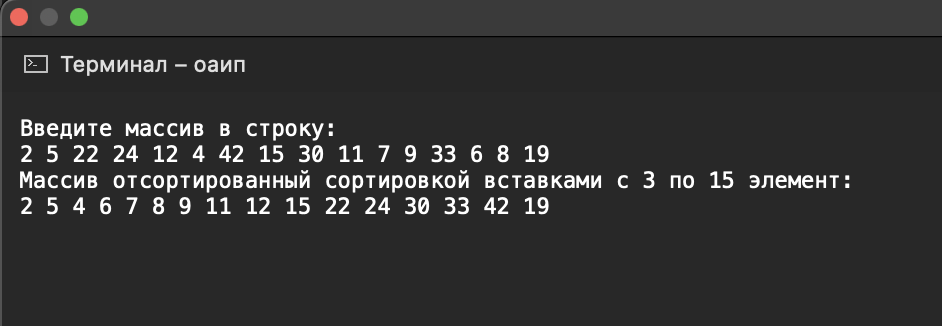 Терминал – оаип
Введите массив в строку:
2 5 22 24 12 4 42 15 30 11 7 9 33 6 8 19
Массив отсортированный сортировкой вставками с 3 по 15 элемент:
2 5 4 6 7 8 9 11 12 15 22 24 30 33 42 19